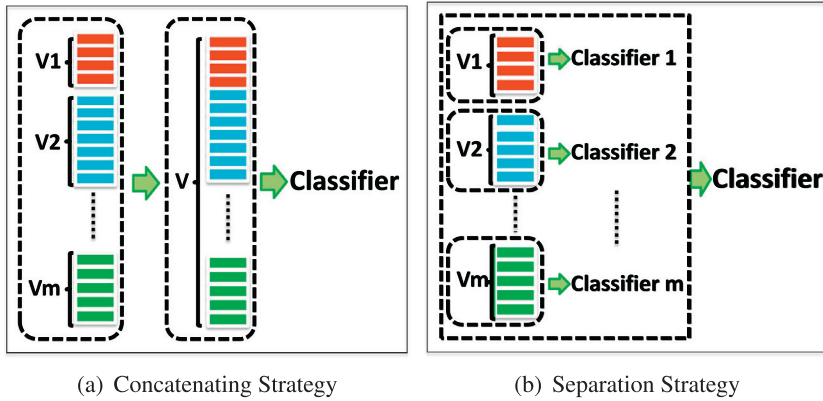 V1
V2
Vm
V
Classifier
(a) Concatenating Strategy
V1
Classifier 1
V2
Classifier 2
Vm
Classifier m
Classifier
(b) Separation Strategy